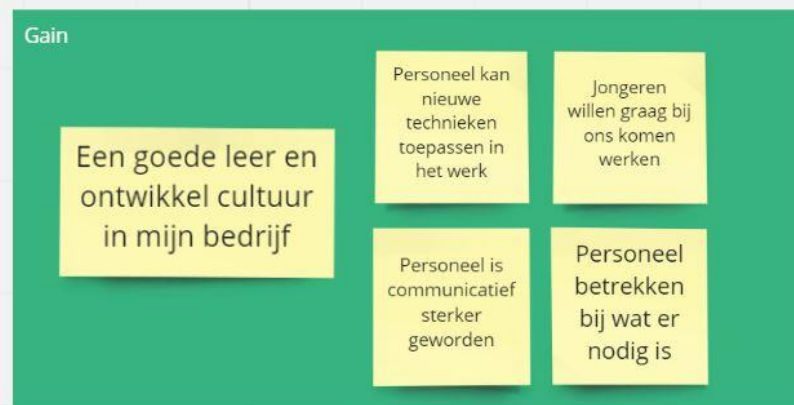 Gain
Een goede leer en
ontwikkel cultuur
in mijn bedrijf
Personeel kan
nieuwe
technieken
toepassen in
het werk
Jongeren
willen graag bij
ons komen
werken
Personeel is
communicatief
sterker
geworden
Personeel
betrekken
bij wat er
nodig is